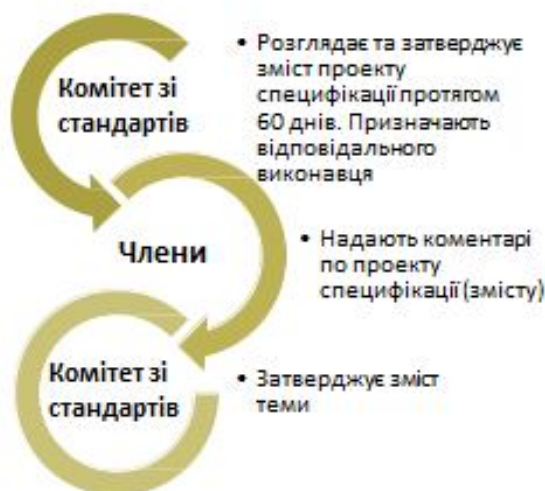 Комітет зі
стандартів
• Розглядає та затверджує
зміст проекту
специфікації протягом
60 днів. Призначають
відповідального
виконавця
Члени
• Надають коментарі
по проекту
специфікації (змісту)
Комітет зі
стандартів
• Затверджує зміст
теми